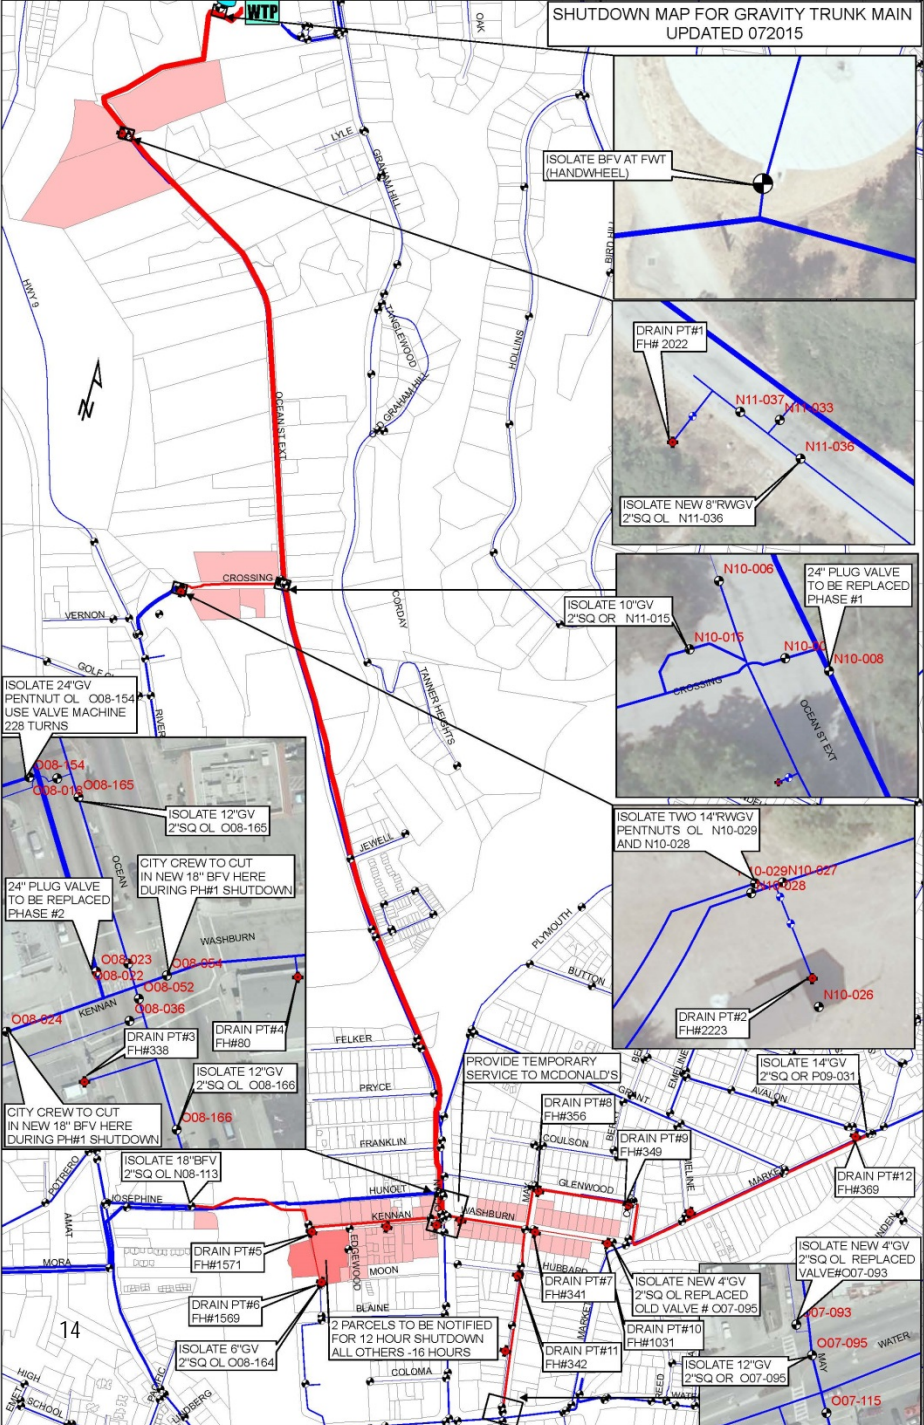 WTP
SHUTDOWN MAP FOR GRAVITY TRUNK MAIN
UPDATED 072015
OAK
LYLE
GRAHAM HILL
ISOLATE BFV AT FWT
(HANDWHEEL)
BIRD HILL
HWY 9
N
TANGLEWOOD
OLD GRAHAM HILL
HOLLINS
OCEAN ST EXT
DRAIN PT#1
FH# 2022
N11-037
N11-033
N11-036
ISOLATE NEW 8"RWGV
2"SQ OL   N11-036
CROSSING
VERNON
CORDAY
TANNER HEIGHTS
N10-006
24" PLUG VALVE
TO BE REPLACED
PHASE #1
ISOLATE 10"GV
2"SQ OR   N11-015
N10-015
N10-008
CROSSING
OCEAN ST EXT
RIVER
ISOLATE 24"GV
PENTNUT OL   O08-154
USE VALVE MACHINE
228 TURNS
O08-154
O08-165
ISOLATE 12"GV
2"SQ OL   O08-165
OCEAN
CITY CREW TO CUT
IN NEW 18" BFV HERE
DURING PH#1 SHUTDOWN
24" PLUG VALVE
TO BE REPLACED
PHASE #2
WASHBURN
O08-023
O08-022
O08-054
O08-052
O08-036
KENNAN
O08-024
DRAIN PT#3
FH#338
DRAIN PT#4
FH#80
ISOLATE 12"GV
2"SQ OL   O08-166
O08-166
CITY CREW TO CUT
IN NEW 18" BFV HERE
DURING PH#1 SHUTDOWN
JEWELL
ISOLATE TWO 14"RWGV
PENTNUTS   OL   N10-029
AND N10-028
N10-027
DRAIN PT#2
FH#2223
N10-026
PLYMOUTH
BUTTON
FELKER
PRYCE
FRANKLIN
PROVIDE TEMPORARY
SERVICE TO MCDONALD'S
GRANT
EMELINE
AVALON
ISOLATE 14"GV
2"SQ OR P09-031
DRAIN PT#8
FH#356
COULSON
DRAIN PT#9
FH#349
GLENWOOD
MARKET
DRAIN PT#12
FH#369
POTRERO
AMAT
ISOLATE 18"BFV
2"SQ OL N08-113
JOSEPHINE
HUNOLT
KENNAN
WASHBURN
MAY
MORA
EDGEWOOD
MOON
BLAINE
HUBBARD
DRAIN PT#5
FH#1571
DRAIN PT#6
FH#1569
DRAIN PT#7
FH#341
ISOLATE NEW 4"GV
2"SQ OL REPLACED
OLD VALVE # O07-095
ISOLATE NEW 4"GV
2"SQ OL   REPLACED
VALVE#O07-093
DRAIN PT#10
FH#1031
DRAIN PT#11
FH#342
ISOLATE 6"GV
2"SQ OL O08-164
2 PARCELS TO BE NOTIFIED
FOR 12 HOUR SHUTDOWN
ALL OTHERS -16 HOURS
MARKET
COLOMA
REED
ISOLATE 12"GV
2"SQ OR   O07-095
O07-095
MAY
WATER
O07-115
14
HIGH
SCHOOL
PACIFIC